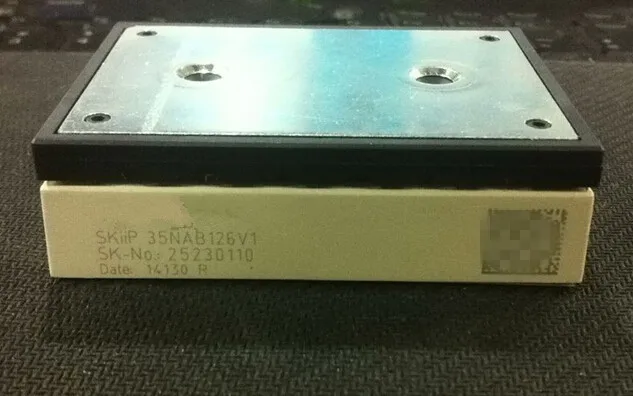 SKiiP 35NAB126V1
SK-No.: 25230110
Date: 14130 R